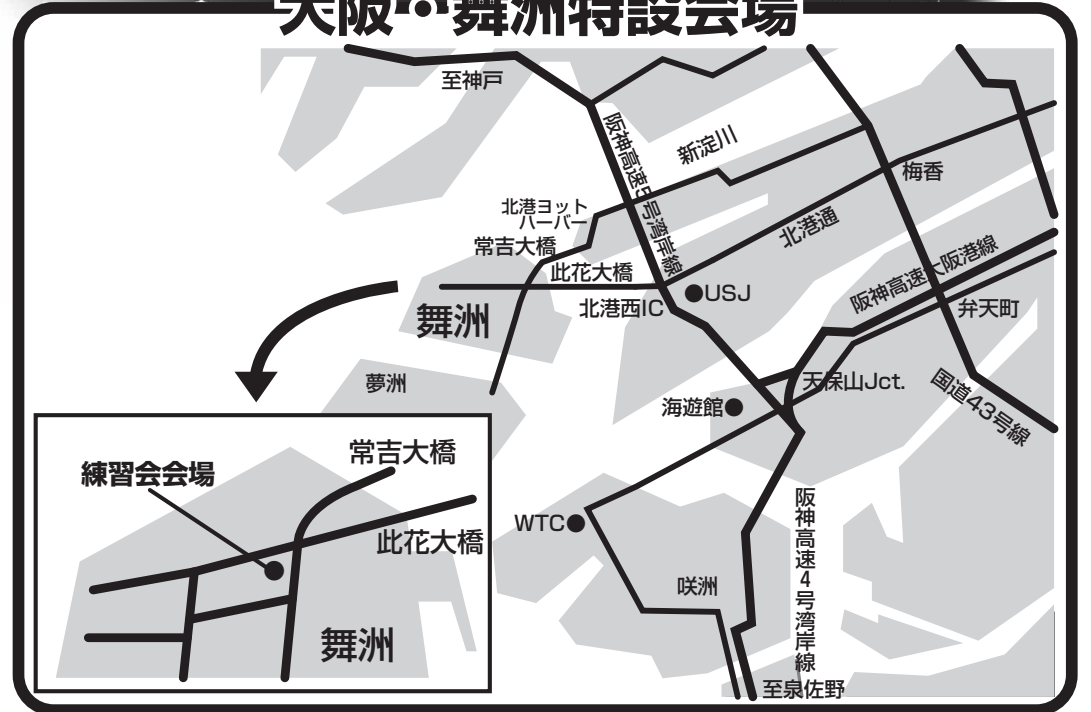 大阪・舞洲特設会場
至神戸
阪神高速5号湾岸線
新淀川
梅香
北港ヨット
ハーバー
常吉大橋
北港通
此花大橋
阪神高速大阪港線
USJ
北港西IC
弁天町
舞洲
夢洲
天保山Jct.
国道43号線
海遊館
常吉大橋
練習会会場
WTC
此花大橋
阪神高速4号湾岸線
咲洲
舞洲
至泉佐野